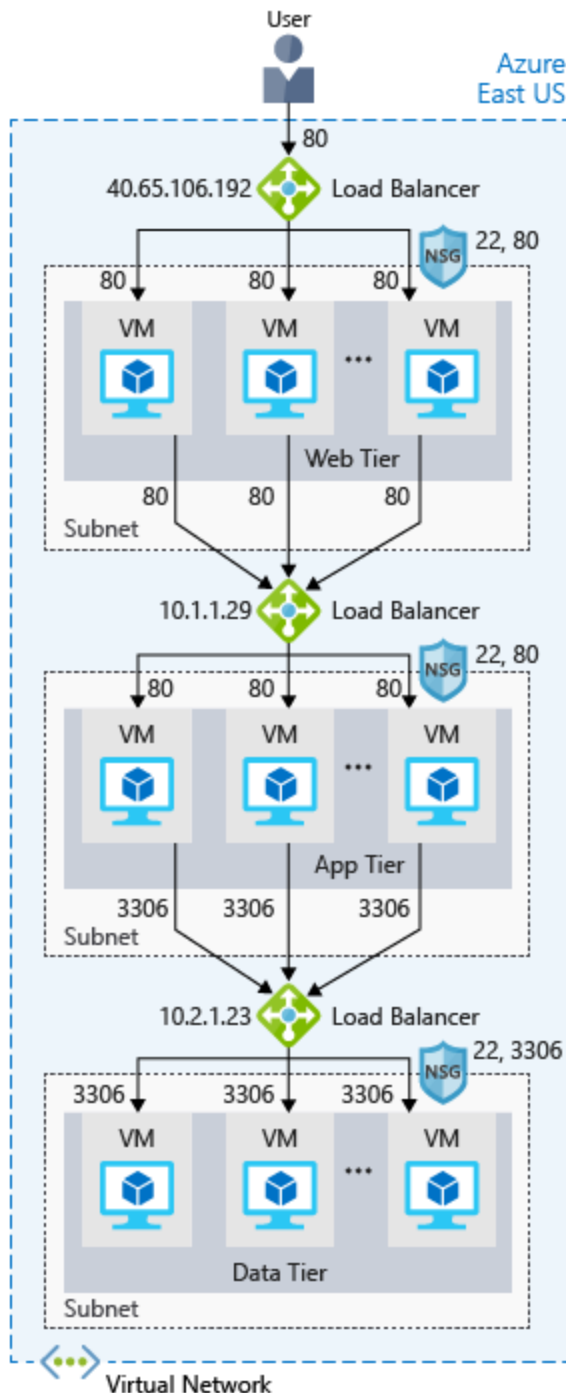 User
Azure
East US
80
40.65.106.192 Load Balancer
NSG 22, 80
80 80 80
VM VM VM
...
Web Tier
80 80 80
Subnet
10.1.1.29 Load Balancer
NSG 22, 80
80 80 80
VM VM VM
...
App Tier
3306 3306 3306
Subnet
10.2.1.23 Load Balancer
NSG 22, 3306
3306 3306 3306
VM VM VM
...
Data Tier
Subnet
Virtual Network